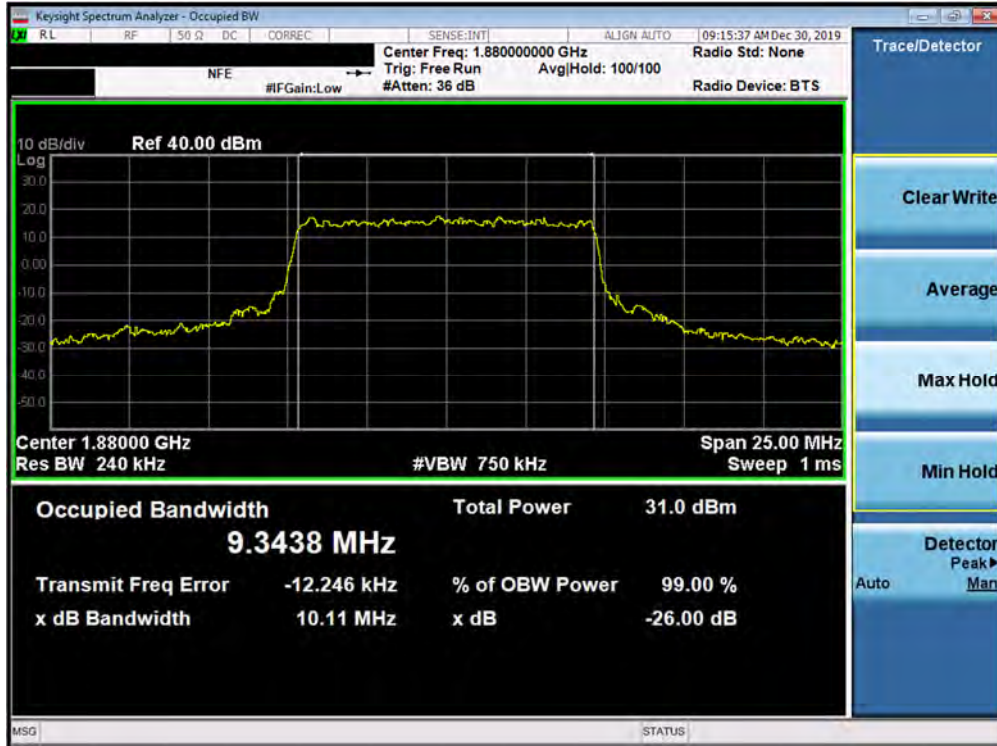 Keysight Spectrum Analyzer - Occupied BW
LXI RL RF 50 Ω DC CORREC SENSE:INT ALIGN AUTO 09:15:37 AM Dec 30, 2019
Center Freq: 1.880000000 GHz Radio Std: None
NFE Trig: Free Run Avg|Hold: 100/100
#IFGain:Low #Atten: 36 dB Radio Device: BTS
10 dB/div Ref 40.00 dBm
Log
30.0
20.0
10.0
0.00
-10.0
-20.0
-30.0
-40.0
-50.0
Center 1.88000 GHz Span 25.00 MHz
Res BW 240 kHz #VBW 750 kHz Sweep 1 ms
Occupied Bandwidth Total Power 31.0 dBm
9.3438 MHz
Transmit Freq Error -12.246 kHz % of OBW Power 99.00 %
x dB Bandwidth 10.11 MHz x dB -26.00 dB
MSG STATUS
Trace/Detector
Clear Write
Average
Max Hold
Min Hold
Detector
Peak▶
Auto Man